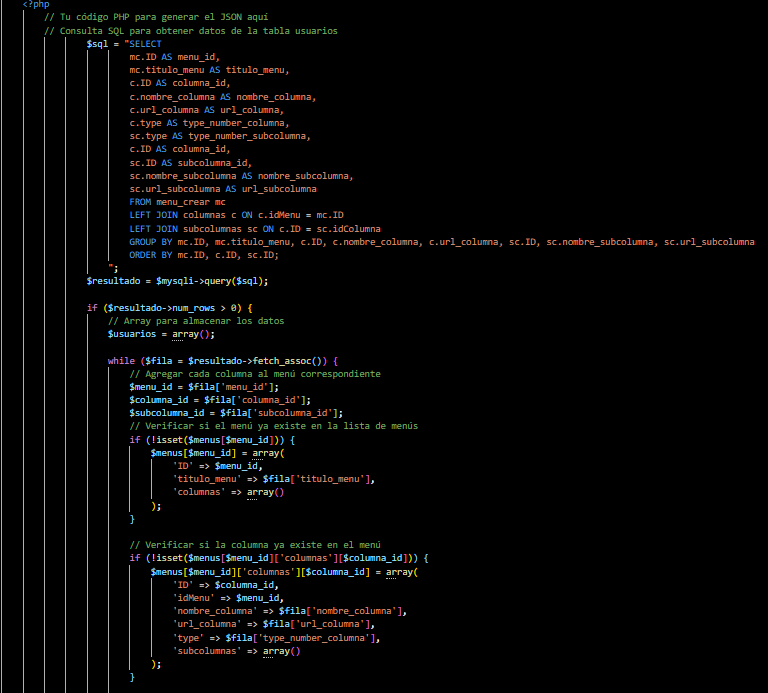 <?php
// Tu código PHP para generar el JSON aquí
// Consulta SQL para obtener datos de la tabla usuarios
$sql = "SELECT
mc.ID AS menu_id,
mc.titulo_menu AS titulo_menu,
c.ID AS columna_id,
c.nombre_columna AS nombre_columna,
c.url_columna AS url_columna,
c.type AS type_number_columna,
sc.type AS type_number_subcolumna,
c.ID AS columna_id,
sc.ID AS subcolumna_id,
sc.nombre_subcolumna AS nombre_subcolumna,
sc.url_subcolumna AS url_subcolumna
FROM menu_crear mc
LEFT JOIN columnas c ON c.idMenu = mc.ID
LEFT JOIN subcolumnas sc ON c.ID = sc.idColumna
GROUP BY mc.ID, mc.titulo_menu, c.ID, c.nombre_columna, c.url_columna, sc.ID, sc.nombre_subcolumna, sc.url_subcolumna
ORDER BY mc.ID, c.ID, sc.ID;
";
$resultado = $mysqli->query($sql);
if ($resultado->num_rows > 0) {
// Array para almacenar los datos
$usuarios = array();
while ($fila = $resultado->fetch_assoc()) {
// Agregar cada columna al menú correspondiente
$menu_id = $fila['menu_id'];
$columna_id = $fila['columna_id'];
$subcolumna_id = $fila['subcolumna_id'];
// Verificar si el menú ya existe en la lista de menús
if (!isset($menus[$menu_id])) {
$menus[$menu_id] = array(
'ID' => $menu_id,
'titulo_menu' => $fila['titulo_menu'],
'columnas' => array()
);
}
// Verificar si la columna ya existe en el menú
if (!isset($menus[$menu_id]['columnas'][$columna_id])) {
$menus[$menu_id]['columnas'][$columna_id] = array(
'ID' => $columna_id,
'idMenu' => $menu_id,
'nombre_columna' => $fila['nombre_columna'],
'url_columna' => $fila['url_columna'],
'type' => $fila['type_number_columna'],
'subcolumnas' => array()
);
}